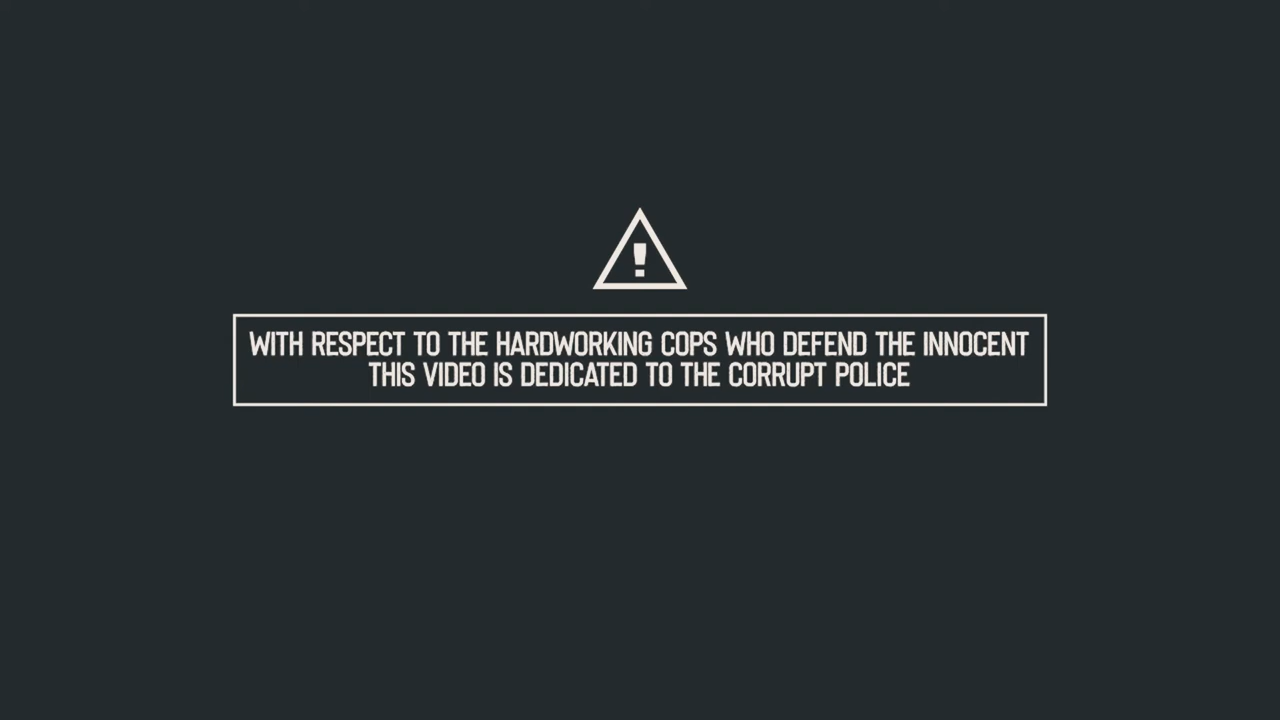 WITH RESPECT TO THE HARDWORKING COPS WHO DEFEND THE INNOCENT
THIS VIDEO IS DEDICATED TO THE CORRUPT POLICE